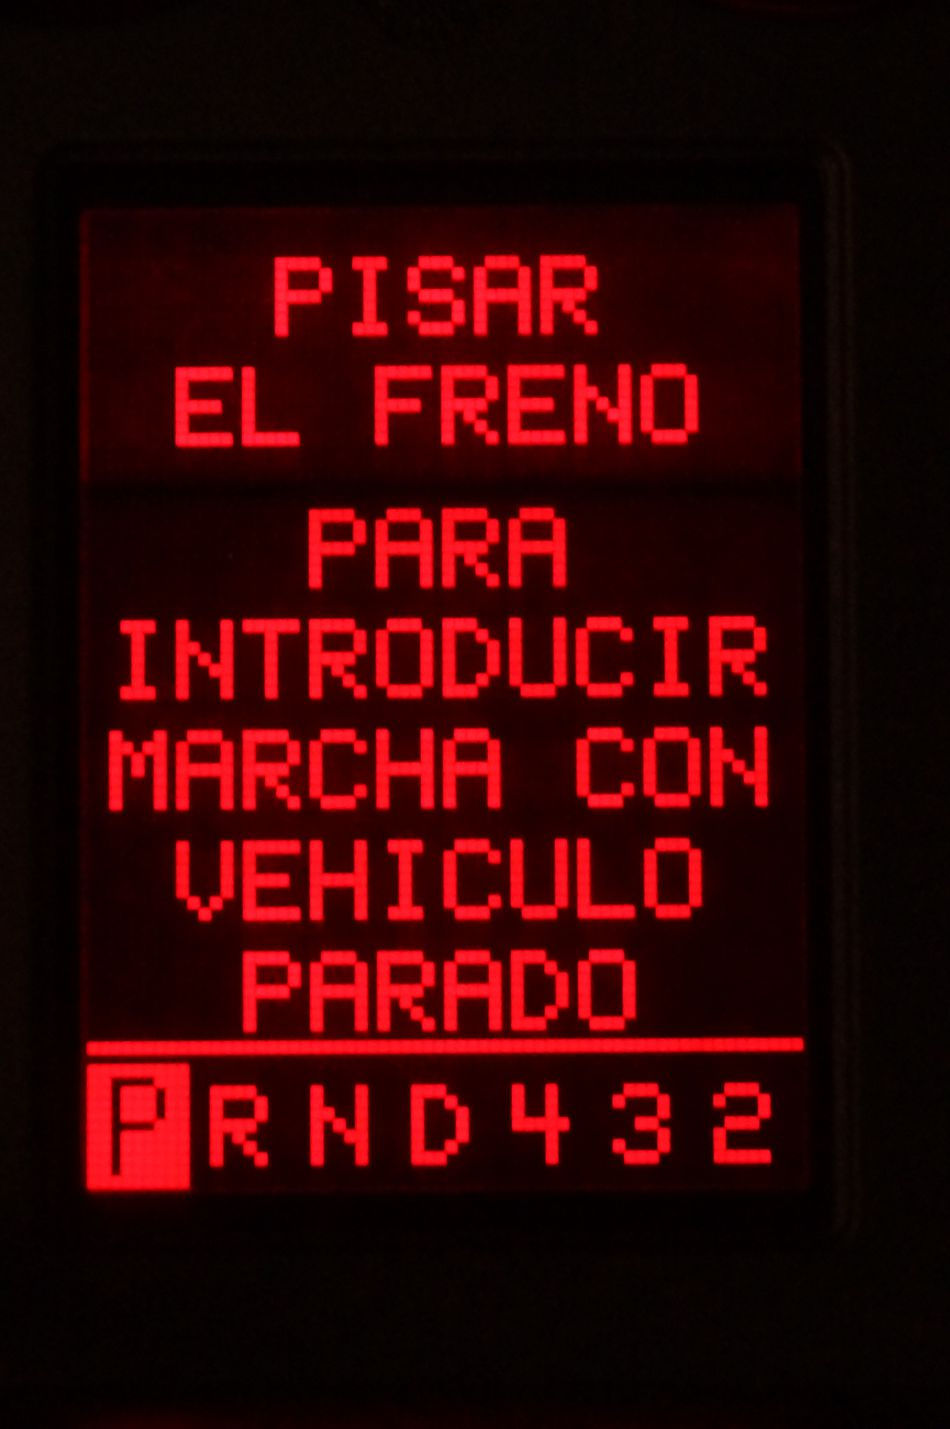 PISAR
EL FRENO
PARA
INTRODUCIR
MARCHA CON
VEHICULO
PARADO
P R N D 4 3 2